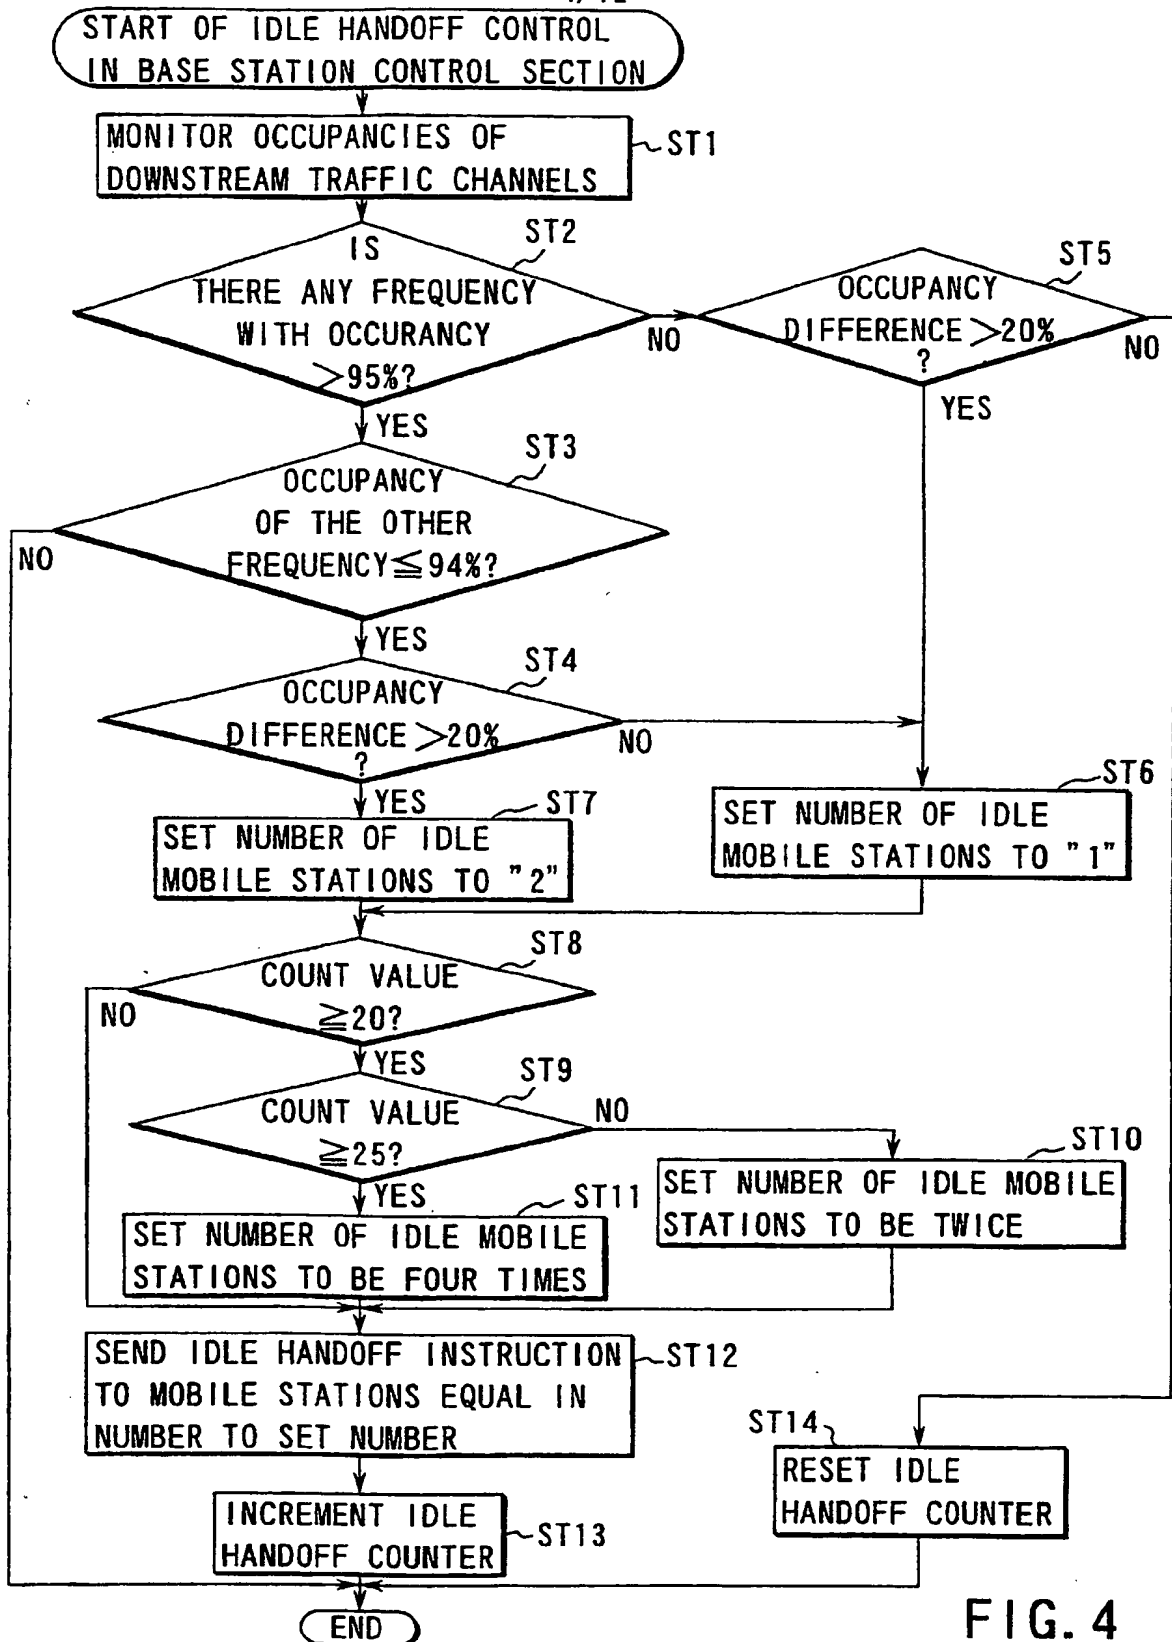 START OF IDLE HANDOFF CONTROL
IN BASE STATION CONTROL SECTION
MONITOR OCCUPANCIES OF
DOWNSTREAM TRAFFIC CHANNELS
ST1
ST2
IS
THERE ANY FREQUENCY
WITH OCCURANCY
>95%?
NO
YES
ST5
OCCUPANCY
DIFFERENCE >20%
?
NO
YES
ST3
OCCUPANCY
OF THE OTHER
FREQUENCY≦94%?
NO
YES
ST4
OCCUPANCY
DIFFERENCE >20%
?
NO
YES
ST6
SET NUMBER OF IDLE
MOBILE STATIONS TO "1"
ST7
SET NUMBER OF IDLE
MOBILE STATIONS TO "2"
ST8
COUNT VALUE
≧20?
NO
YES
ST9
COUNT VALUE
≧25?
NO
YES
ST10
SET NUMBER OF IDLE MOBILE
STATIONS TO BE TWICE
ST11
SET NUMBER OF IDLE MOBILE
STATIONS TO BE FOUR TIMES
SEND IDLE HANDOFF INSTRUCTION
TO MOBILE STATIONS EQUAL IN
NUMBER TO SET NUMBER
ST12
ST14
RESET IDLE
HANDOFF COUNTER
INCREMENT IDLE
HANDOFF COUNTER
ST13
END
FIG. 4